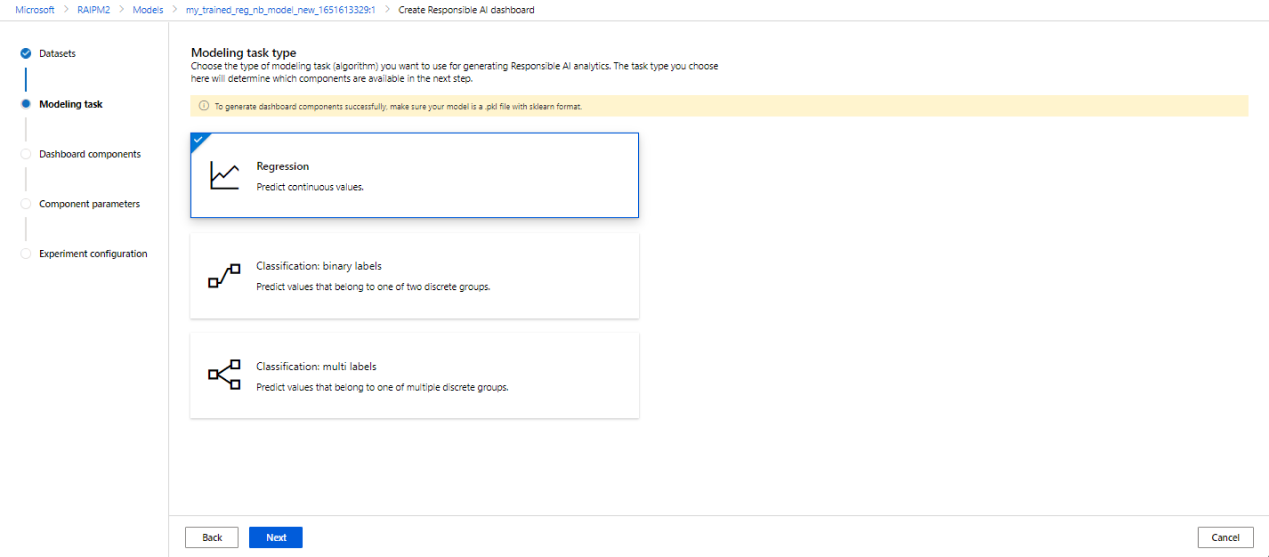 Microsoft > RAIPM2 > Models > my_trained_reg_nb_model_new_1651613329:1 > Create Responsible AI dashboard
Datasets
Modeling task
Dashboard components
Component parameters
Experiment configuration
Modeling task type
Choose the type of modeling task (algorithm) you want to use for generating Responsible AI analytics. The task type you choose
here will determine which components are available in the next step.
To generate dashboard components successfully, make sure your model is a .pkl file with sklearn format.
Regression
Predict continuous values.
Classification: binary labels
Predict values that belong to one of two discrete groups.
Classification: multi labels
Predict values that belong to one of multiple discrete groups.
Back
Next
Cancel